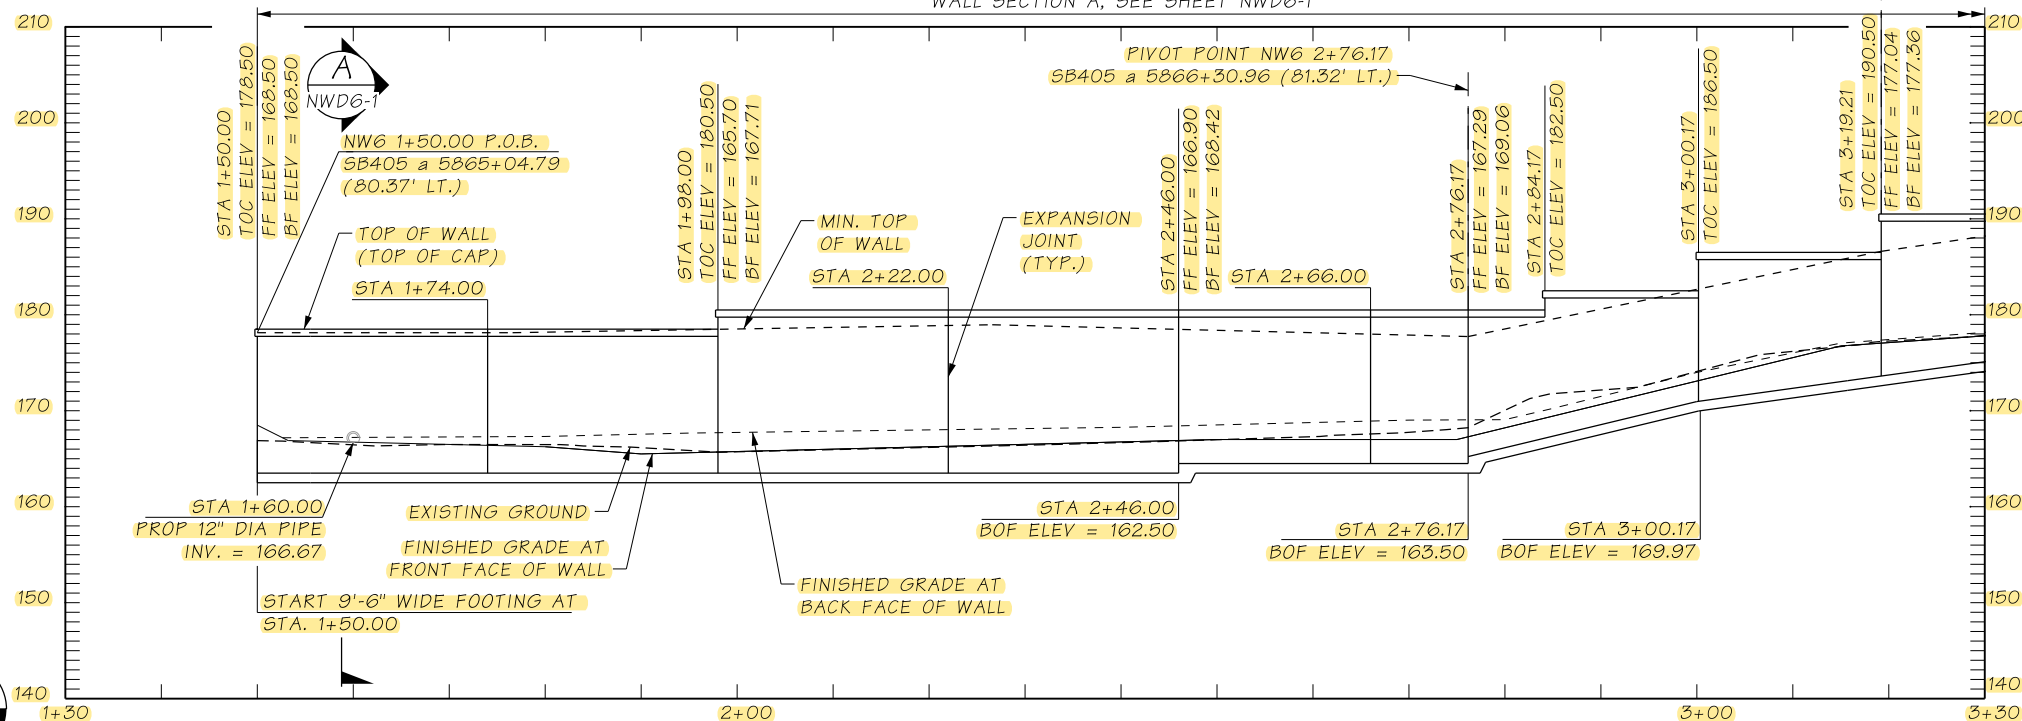 WALL SECTION A, SEE SHEET NWD6-1
210
200
190
180
170
160
150
140
210
200
190
180
170
160
150
140
1+30
2+00
3+00
3+30
STA 1+50.00
TOC ELEV = 178.50
FF ELEV = 168.50
BF ELEV = 168.50
A
NWD6-1
NW6 1+50.00 P.O.B.
SB405 a 5865+04.79
(80.37' LT.)
TOP OF WALL
(TOP OF CAP)
STA 1+74.00
STA 1+98.00
TOC ELEV = 180.50
FF ELEV = 165.70
BF ELEV = 167.71
MIN. TOP
OF WALL
STA 2+22.00
EXPANSION
JOINT
(TYP.)
PIVOT POINT NW6 2+76.17
SB405 a 5866+30.96 (81.32' LT.)
STA 2+46.00
FF ELEV = 166.90
BF ELEV = 168.42
STA 2+66.00
STA 2+76.17
FF ELEV = 167.29
BF ELEV = 169.06
STA 2+84.17
TOC ELEV = 182.50
STA 3+00.17
TOC ELEV = 186.50
STA 3+19.21
TOC ELEV = 190.50
FF ELEV = 177.04
BF ELEV = 177.36
STA 1+60.00
PROP 12" DIA PIPE
INV. = 166.67
EXISTING GROUND
FINISHED GRADE AT
FRONT FACE OF WALL
START 9'-6" WIDE FOOTING AT
STA. 1+50.00
FINISHED GRADE AT
BACK FACE OF WALL
STA 2+46.00
BOF ELEV = 162.50
STA 2+76.17
BOF ELEV = 163.50
STA 3+00.17
BOF ELEV = 169.97